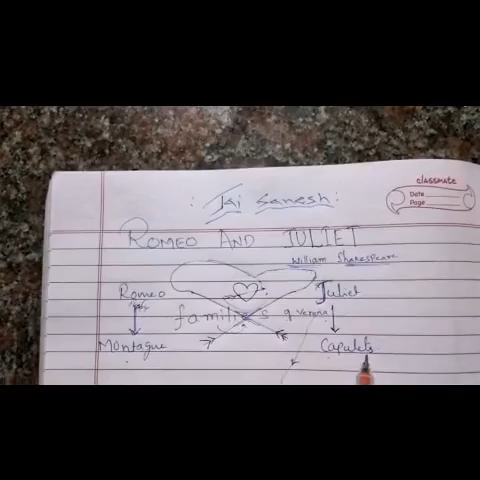 classmate
Date
Page
: Jai Ganesh :
ROMEO AND JULIET
William Shakespeare
Romeo Juliet
families of verona
Montague Capulets